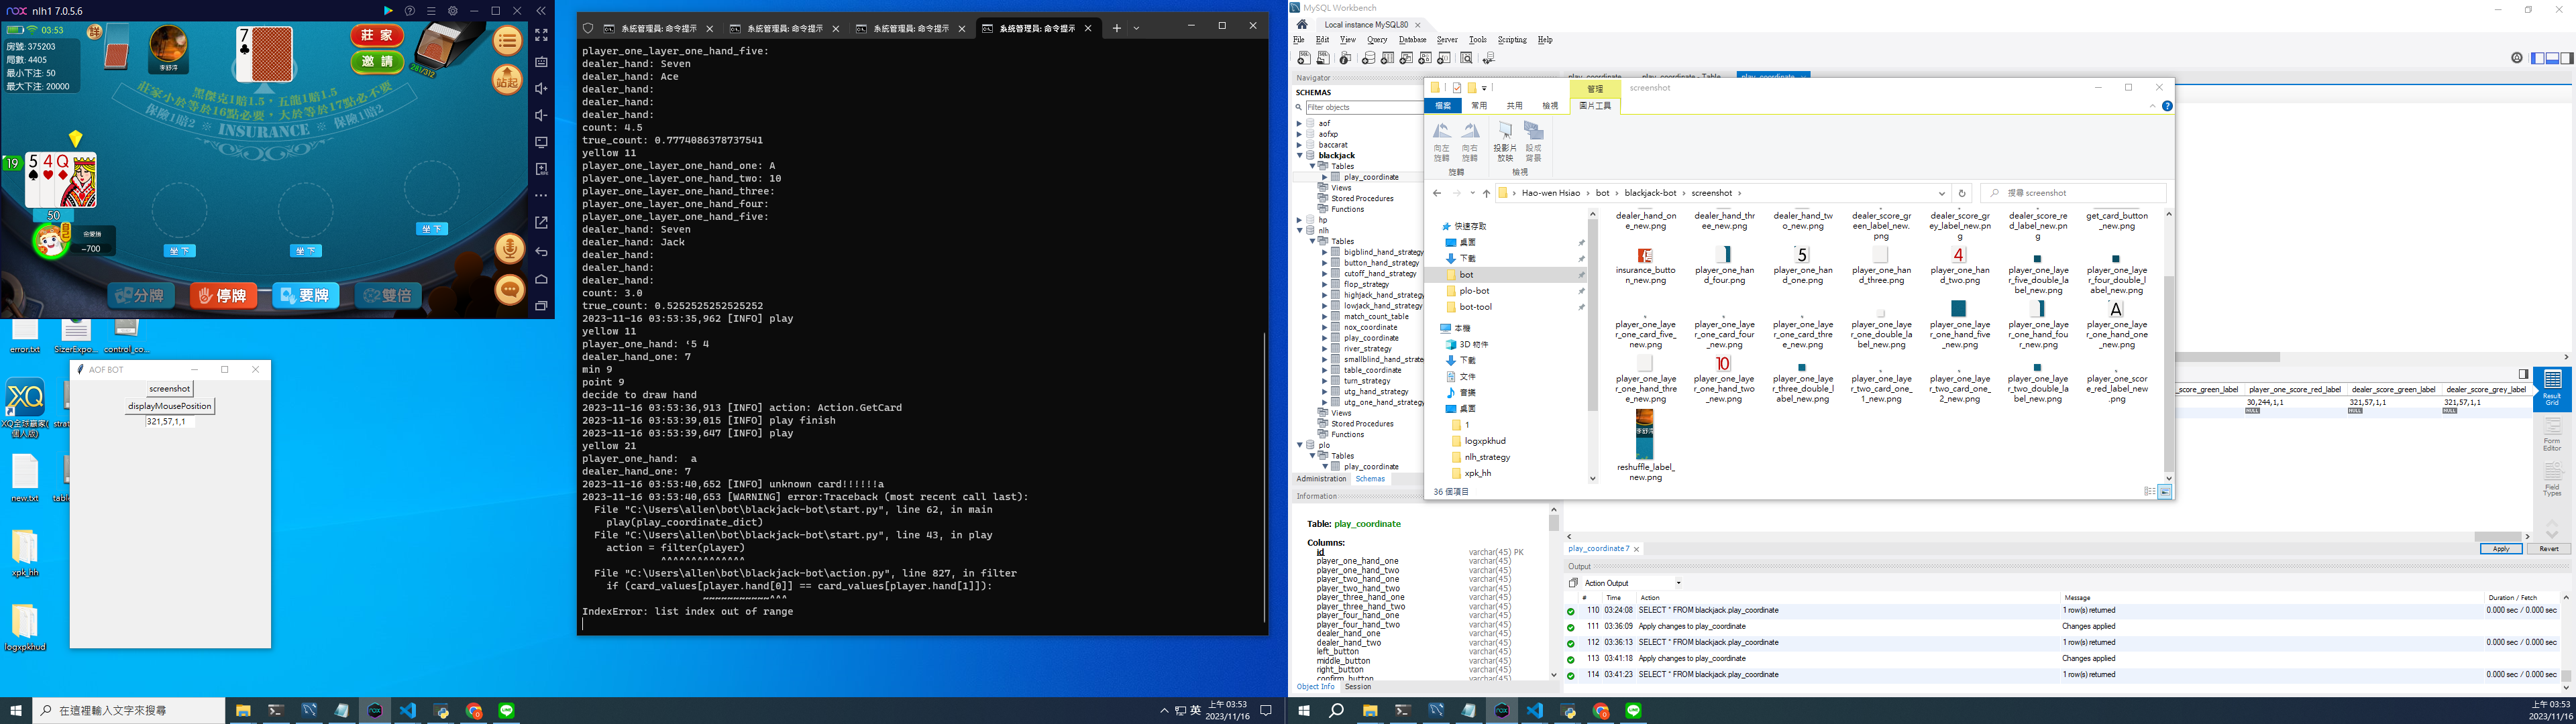 nox nlh1 7.0.5.6
03:53
房號: 375203
局數: 4405
最小下注: 50
最大下注: 20000
李舒萍
7
莊 家
邀 請
281/312
站起
莊家小於等於16點必要，大於等於17點必不要
黑傑克1賠1.5，五龍1賠1.5
保險1賠2 ※ INSURANCE ※ 保險1賠2
19
5 4 Q
50
自己
-700
坐 下
坐 下
坐 下
分牌
停牌
要牌
雙倍
error.txt
SizerExpo...
control_co...
XQ全球贏家(個人版)
new.txt
xpk_hh
logxpkhud
AOF BOT
screenshot
displayMousePosition
321,57,1,1
系統管理員: 命令提示
系統管理員: 命令提示
系統管理員: 命令提示
系統管理員: 命令提示
player_one_layer_one_hand_five:
dealer_hand: Seven
dealer_hand: Ace
dealer_hand:
dealer_hand:
dealer_hand:
count: 4.5
true_count: 0.7774086378737541
yellow 11
player_one_layer_one_hand_one: A
player_one_layer_one_hand_two: 10
player_one_layer_one_hand_three:
player_one_layer_one_hand_four:
player_one_layer_one_hand_five:
dealer_hand: Seven
dealer_hand: Jack
dealer_hand:
dealer_hand:
dealer_hand:
count: 3.0
true_count: 0.5252525252525252
2023-11-16 03:53:35,962 [INFO] play
yellow 11
player_one_hand: ‘5 4
dealer_hand_one: 7
min 9
point 9
decide to draw hand
2023-11-16 03:53:36,913 [INFO] action: Action.GetCard
2023-11-16 03:53:39,015 [INFO] play finish
2023-11-16 03:53:39,647 [INFO] play
yellow 21
player_one_hand:  a
dealer_hand_one: 7
2023-11-16 03:53:40,652 [INFO] unknown card!!!!!!a
2023-11-16 03:53:40,653 [WARNING] error:Traceback (most recent call last):
File "C:\Users\allen\bot\blackjack-bot\start.py", line 62, in main
play(play_coordinate_dict)
File "C:\Users\allen\bot\blackjack-bot\start.py", line 43, in play
action = filter(player)
^^^^^^^^^^^^^^
File "C:\Users\allen\bot\blackjack-bot\action.py", line 827, in filter
if (card_values[player.hand[0]] == card_values[player.hand[1]]):
~~~~~~~~~~~^^^
IndexError: list index out of range
在這裡輸入文字來搜尋
英
上午 03:53
2023/11/16
MySQL Workbench
Local instance MySQL80
File Edit View Query Database Server Tools Scripting Help
Navigator
SCHEMAS
Filter objects
aof
aofxp
baccarat
blackjack
Tables
play_coordinate
Views
Stored Procedures
Functions
hp
nlh
Tables
bigblind_hand_strategy
button_hand_strategy
cutoff_hand_strategy
flop_strategy
highjack_hand_strategy
lowjack_hand_strategy
match_count_table
nox_coordinate
play_coordinate
river_strategy
smallblind_hand_strate
table_coordinate
turn_strategy
utg_hand_strategy
utg_one_hand_strategy
Views
Stored Procedures
Functions
plo
Tables
play_coordinate
Administration Schemas
Information
Table: play_coordinate
Columns:
id varchar(45) PK
player_one_hand_one varchar(45)
player_one_hand_two varchar(45)
player_two_hand_one varchar(45)
player_two_hand_two varchar(45)
player_three_hand_one varchar(45)
player_three_hand_two varchar(45)
player_four_hand_one varchar(45)
player_four_hand_two varchar(45)
dealer_hand_one varchar(45)
dealer_hand_two varchar(45)
left_button varchar(45)
middle_button varchar(45)
right_button varchar(45)
confirm_button varchar(45)
Object Info Session
play_coordinate
play_coordinate - Table
play_coordinate
管理
screenshot
檔案 常用 共用 檢視 圖片工具
向左旋轉
向右旋轉
投影片放映
設成背景
旋轉
檢視
Hao-wen Hsiao > bot > blackjack-bot > screenshot >
搜尋 screenshot
快速存取
桌面
下載
bot
plo-bot
bot-tool
本機
3D 物件
下載
文件
音樂
桌面
1
logxpkhud
nlh_strategy
xpk_hh
36 個項目
dealer_hand_one_new.png
dealer_hand_three_new.png
dealer_hand_two_new.png
dealer_score_green_label_new.png
dealer_score_grey_label_new.png
dealer_score_red_label_new.png
get_card_button_new.png
insurance_button_new.png
player_one_hand_four.png
player_one_hand_one.png
player_one_hand_three.png
player_one_hand_two.png
player_one_layer_five_double_label_new.png
player_one_layer_four_double_label_new.png
player_one_layer_one_card_five_new.png
player_one_layer_one_card_four_new.png
player_one_layer_one_card_three_new.png
player_one_layer_one_double_label_new.png
player_one_layer_one_hand_five_new.png
player_one_layer_one_hand_four_new.png
player_one_layer_one_hand_one_new.png
player_one_layer_one_hand_three_new.png
player_one_layer_one_hand_two_new.png
player_one_layer_three_double_label_new.png
player_one_layer_two_card_one_1_new.png
player_one_layer_two_card_one_2_new.png
player_one_layer_two_double_label_new.png
player_one_score_red_label_new.png
reshuffle_label_new.png
_score_green_label player_one_score_red_label dealer_score_green_label dealer_score_grey_label
30,244,1,1 321,57,1,1 321,57,1,1
NULL NULL NULL
Result Grid
Form Editor
Field Types
play_coordinate 7
Apply Revert
Output
Action Output
# Time Action Message Duration / Fetch
110 03:24:08 SELECT * FROM blackjack.play_coordinate 1 row(s) returned 0.000 sec / 0.000 sec
111 03:36:09 Apply changes to play_coordinate Changes applied
112 03:36:13 SELECT * FROM blackjack.play_coordinate 1 row(s) returned 0.000 sec / 0.000 sec
113 03:41:18 Apply changes to play_coordinate Changes applied
114 03:41:23 SELECT * FROM blackjack.play_coordinate 1 row(s) returned 0.000 sec / 0.000 sec
上午 03:53
2023/11/16